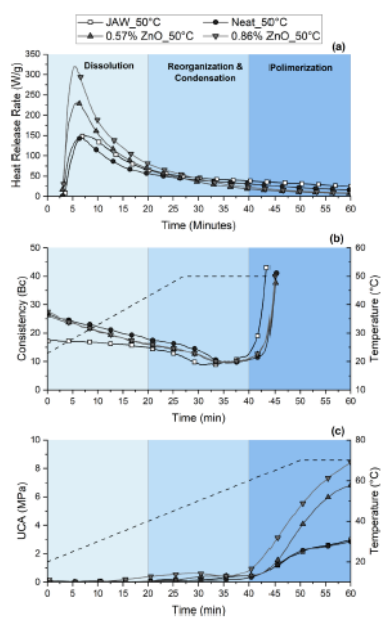 JAW_50°C Neat_50°C
0.57% ZnO_50°C 0.86% ZnO_50°C
(a)
Dissolution Reorganization & Polimerization
Condensation
Heat Release Rate (W/g)
350
300
250
200
150
100
50
0
0 5 10 15 20 25 30 35 40 45 50 55 60
Time (Minutes)
(b)
Consistency (Bc)
50
40
30
20
10
0
80
70
60
50
40
30
20
10
Temperature (°C)
0 5 10 15 20 25 30 35 40 45 50 55 60
Time (min)
(c)
UCA (MPa)
10
8
6
4
2
0
80
60
40
20
Temperature (°C)
0 5 10 15 20 25 30 35 40 45 50 55 60
Time (min)